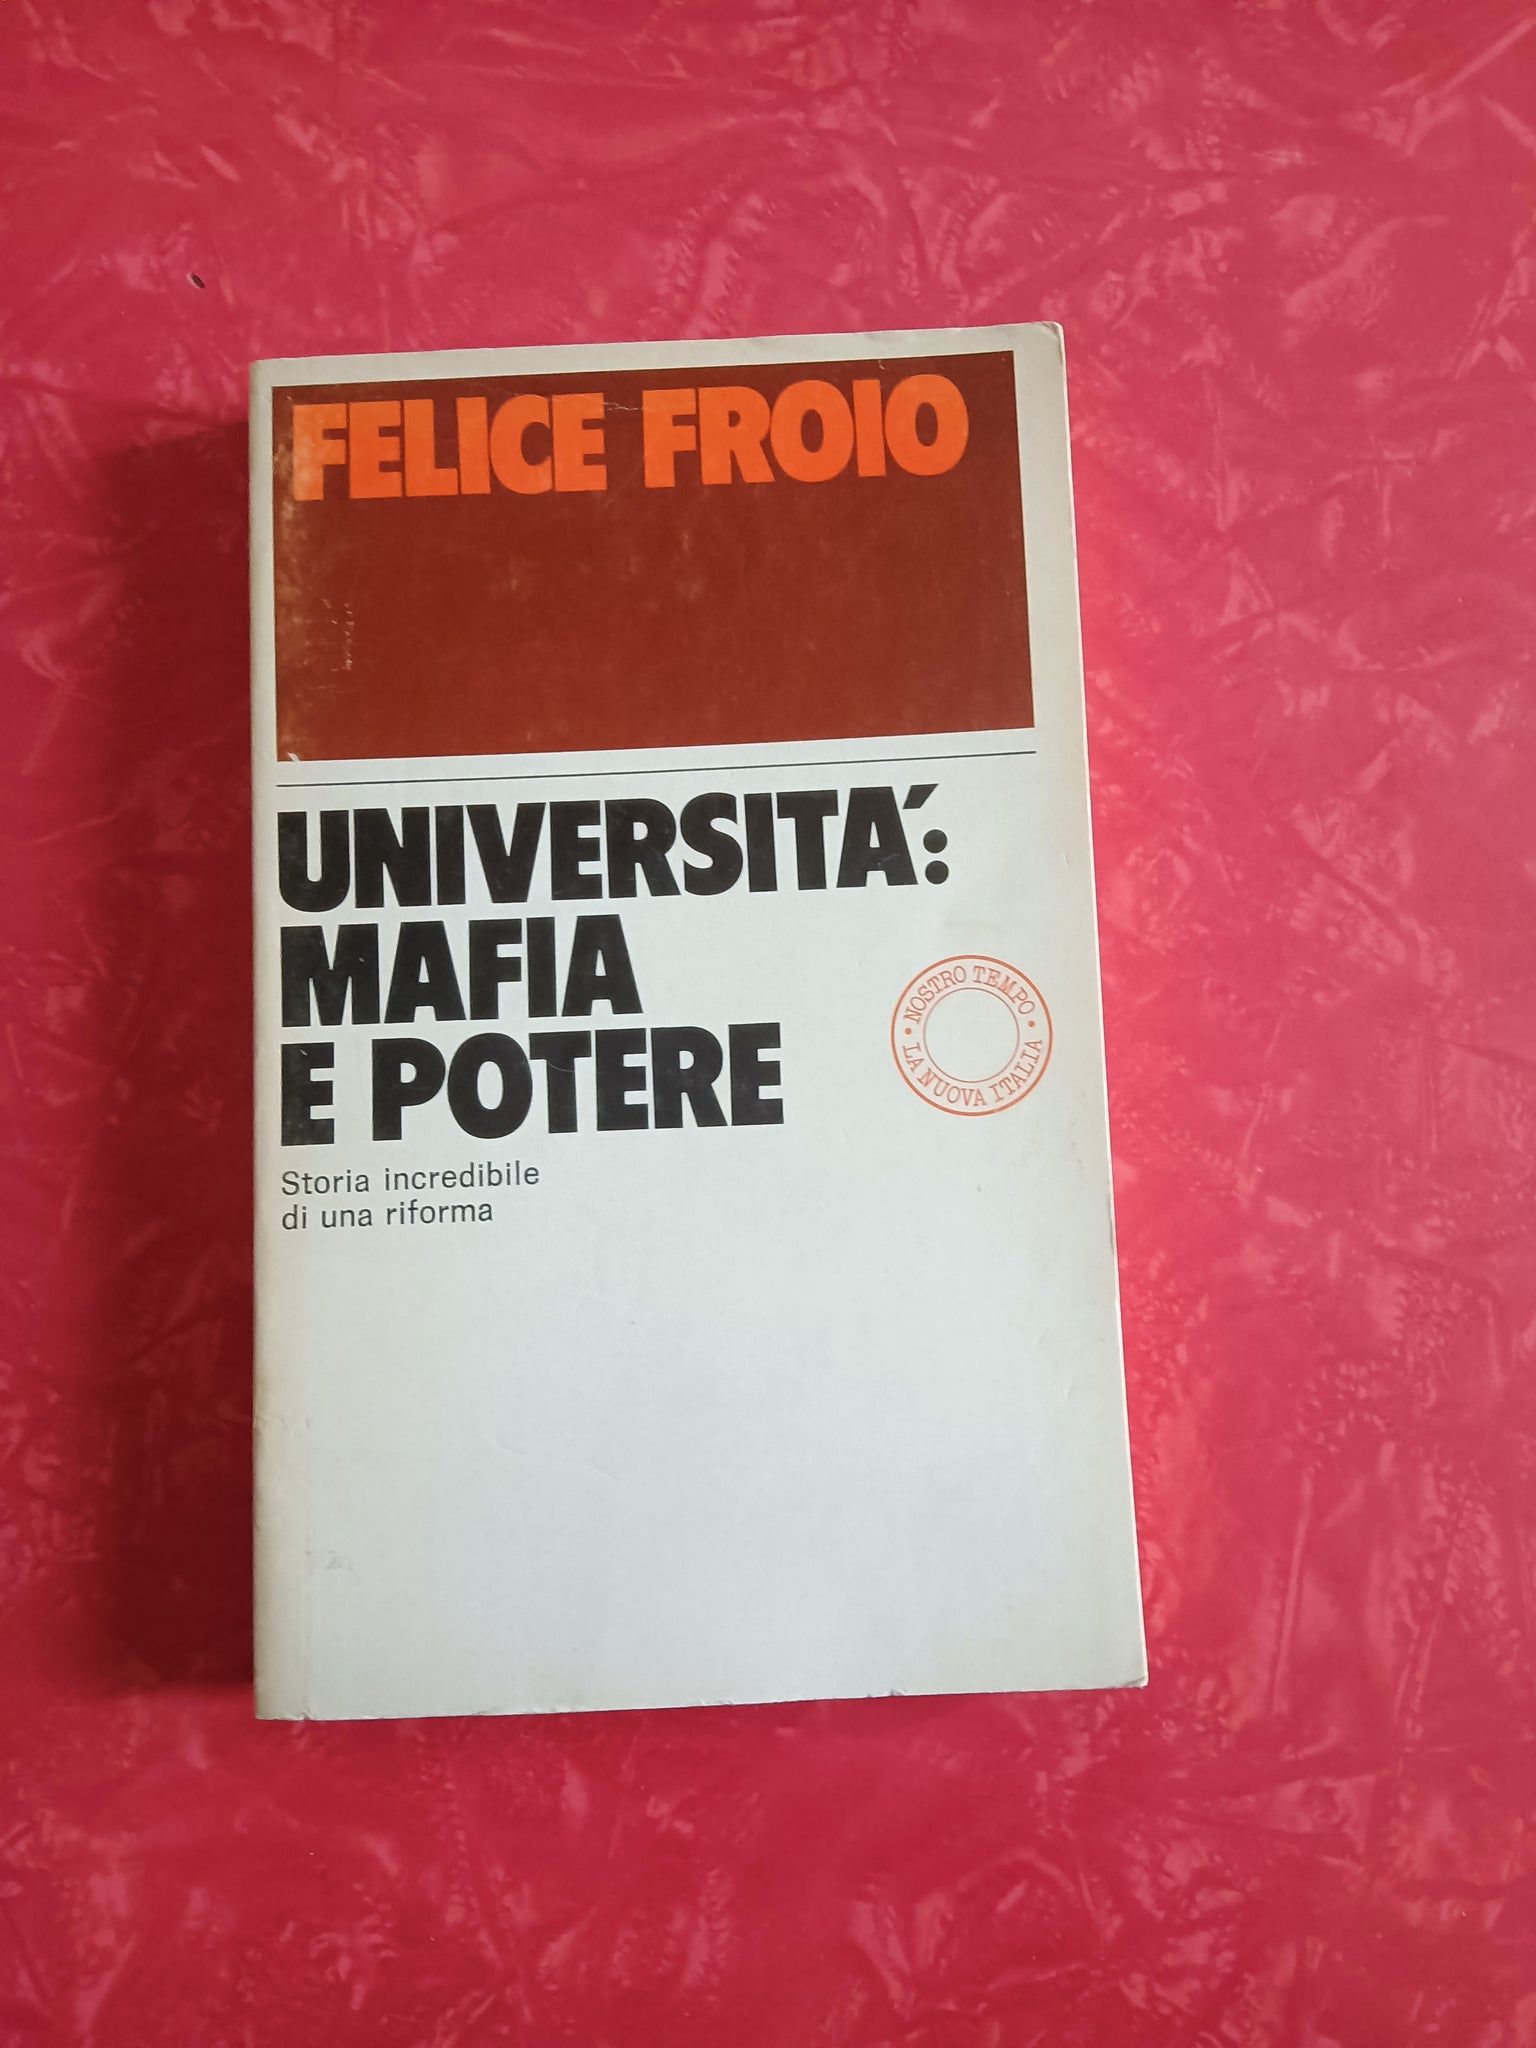 FELICE FROIO
UNIVERSITA´:
MAFIA
E POTERE
NOSTRO TEMPO
LA NUOVA ITALIA
Storia incredibile
di una riforma